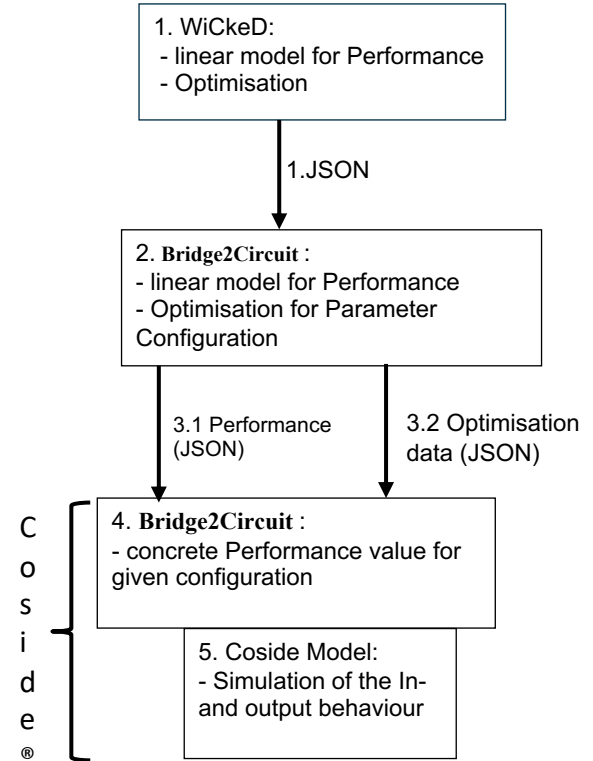 1. WiCkeD:
- linear model for Performance
- Optimisation
1.JSON
2. Bridge2Circuit :
- linear model for Performance
- Optimisation for Parameter
Configuration
3.1 Performance
(JSON)
3.2 Optimisation
data (JSON)
4. Bridge2Circuit :
- concrete Performance value for
given configuration
5. Coside Model:
- Simulation of the In-
and output behaviour
C
o
s
i
d
e
®